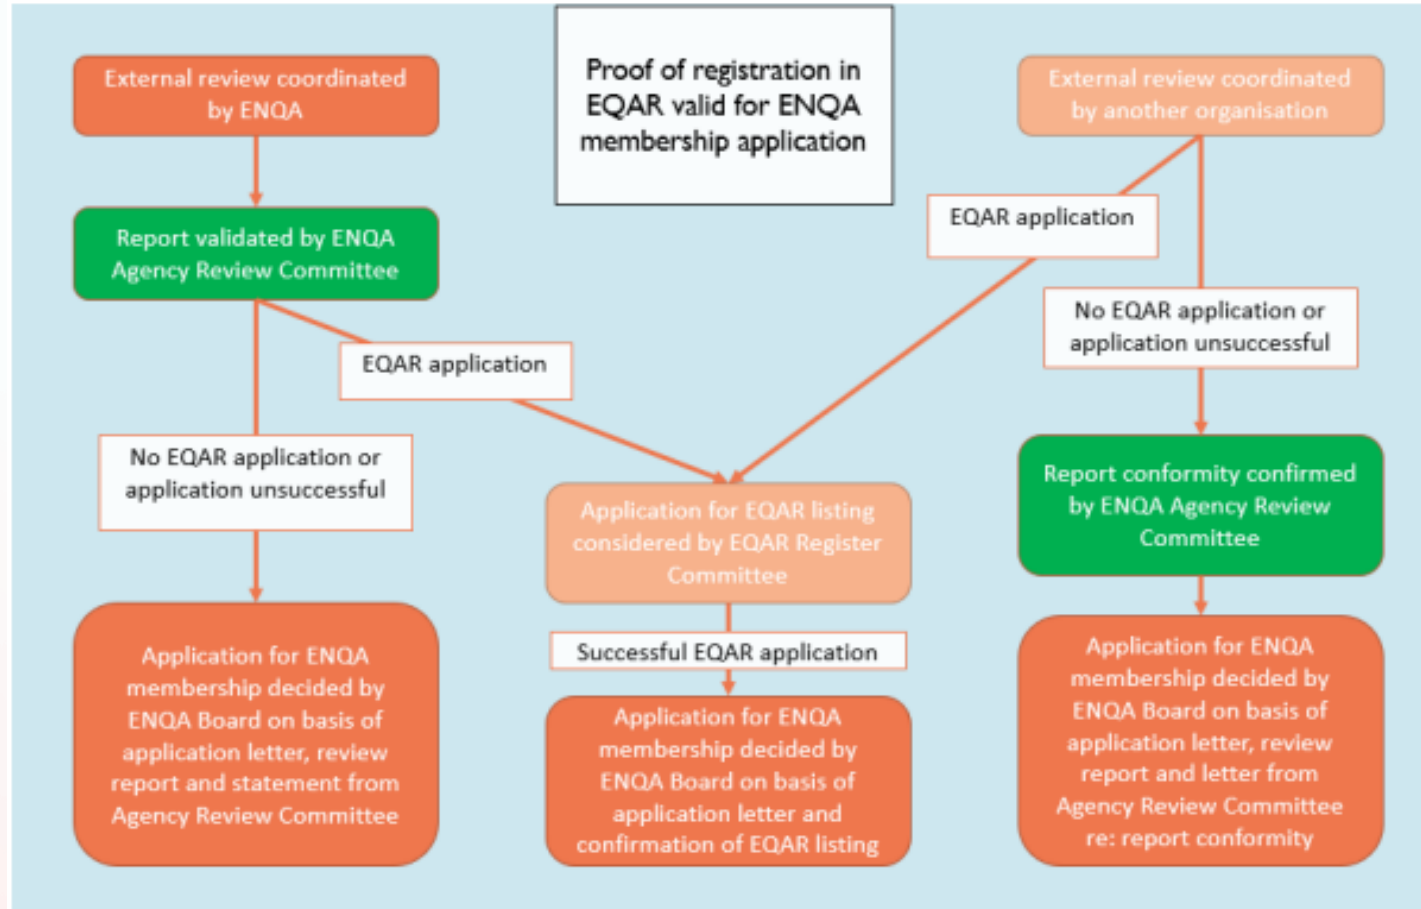 External review coordinated
by ENQA
Proof of registration in
EQAR valid for ENQA
membership application
External review coordinated
by another organisation
Report validated by ENQA
Agency Review Committee
EQAR application
EQAR application
No EQAR application or
application unsuccessful
No EQAR application or
application unsuccessful
Application for EQAR listing
considered by EQAR Register
Committee
Report conformity confirmed
by ENQA Agency Review
Committee
Application for ENQA
membership decided by
ENQA Board on basis of
application letter, review
report and statement from
Agency Review Committee
Successful EQAR application
Application for ENQA
membership decided by
ENQA Board on basis of
application letter and
confirmation of EQAR listing
Application for ENQA
membership decided by
ENQA Board on basis of
application letter, review
report and letter from
Agency Review Committee
re: report conformity